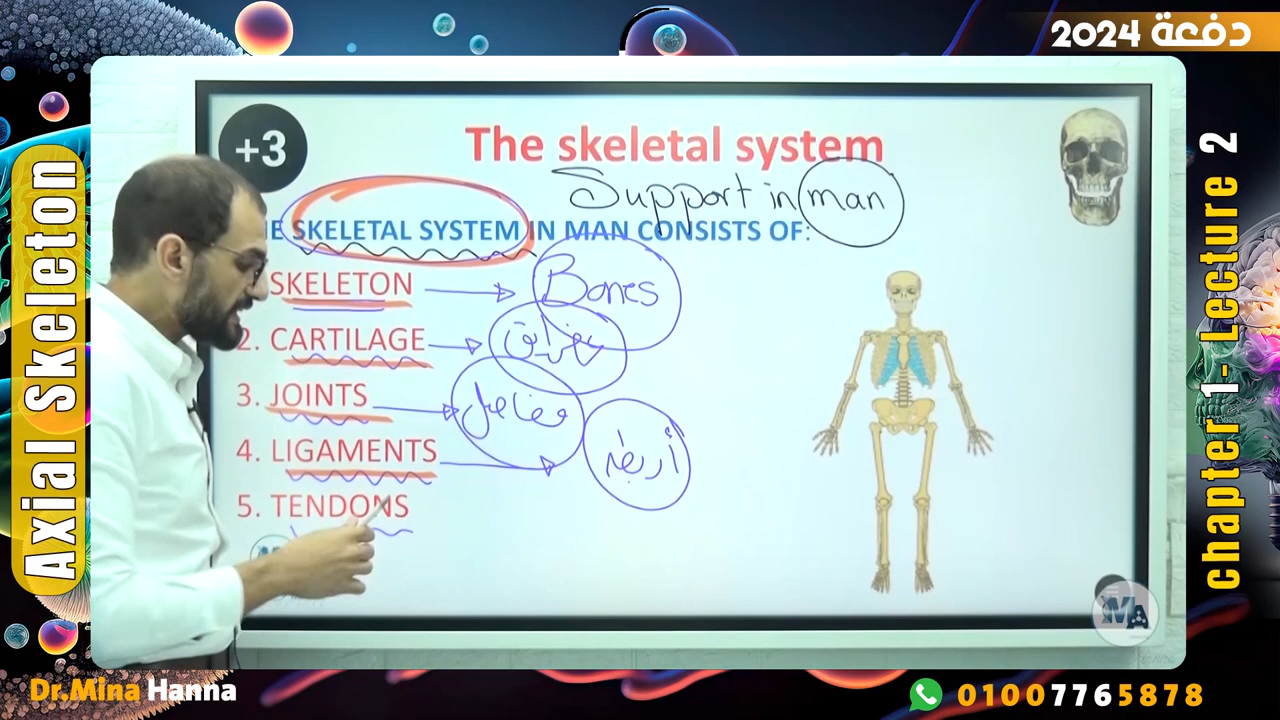 دفعة 2024
+3
The skeletal system
Support in man
SKELETAL SYSTEM IN MAN CONSISTS OF:
SKELETON
Bones
2. CARTILAGE
غضاريف
3. JOINTS
مفاصل
4. LIGAMENTS
أربطة
5. TENDONS
MA
Axial Skeleton
chapter 1- Lecture 2
Dr.Mina Hanna
01007765878